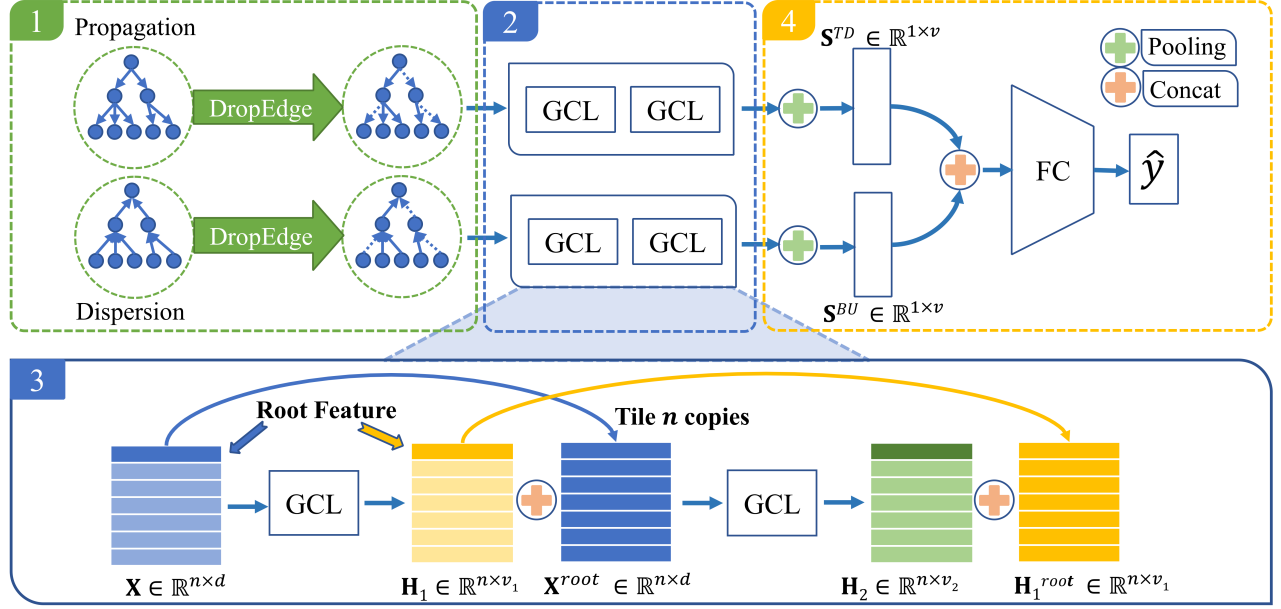 1
Propagation
DropEdge
DropEdge
Dispersion
2
GCL
GCL
GCL
GCL
4
S^{TD} ∈ ℝ^{1×v}
Pooling
Concat
FC
ŷ
S^{BU} ∈ ℝ^{1×v}
3
Root Feature
Tile n copies
GCL
GCL
X ∈ ℝ^{n×d}
H_1 ∈ ℝ^{n×v_1}
X^{root} ∈ ℝ^{n×d}
H_2 ∈ ℝ^{n×v_2}
H_1^{root} ∈ ℝ^{n×v_1}